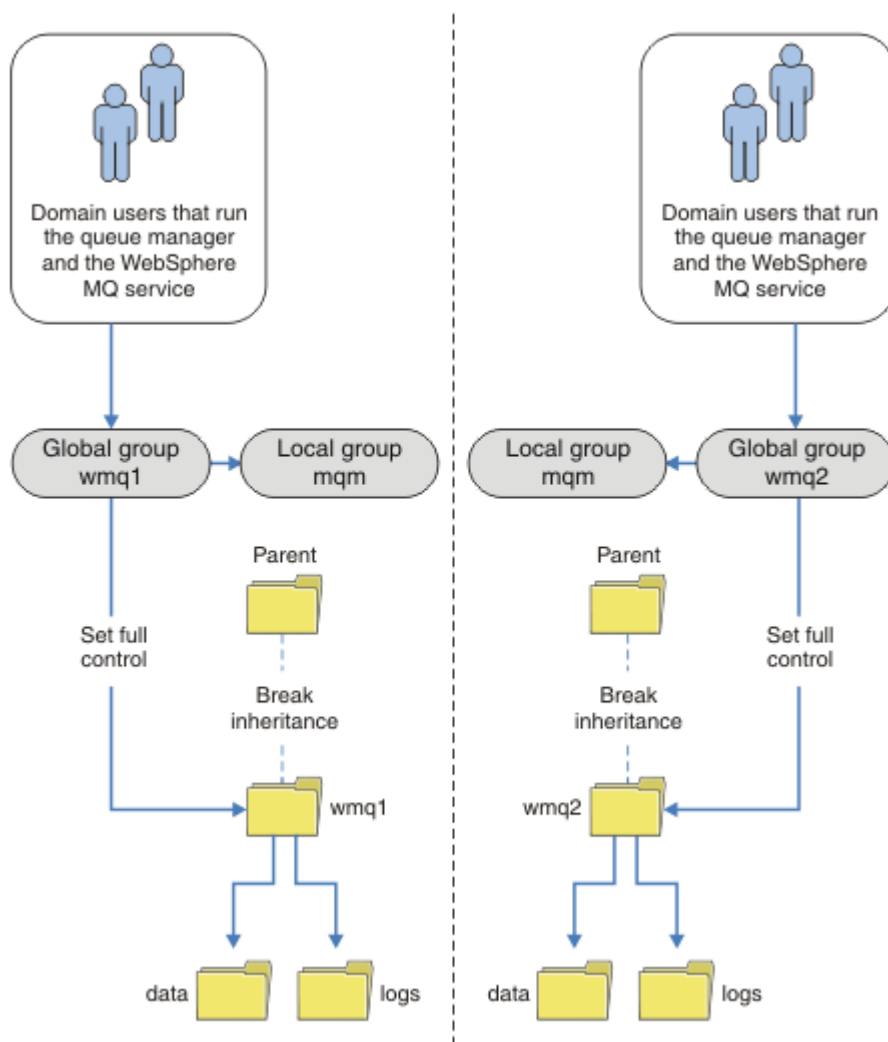 Domain users that run
the queue manager
and the WebSphere
MQ service
Global group
wmq1
Local group
mqm
Parent
Set full
control
Break
inheritance
wmq1
data
logs
Domain users that run
the queue manager
and the WebSphere
MQ service
Local group
mqm
Global group
wmq2
Parent
Set full
control
Break
inheritance
wmq2
data
logs